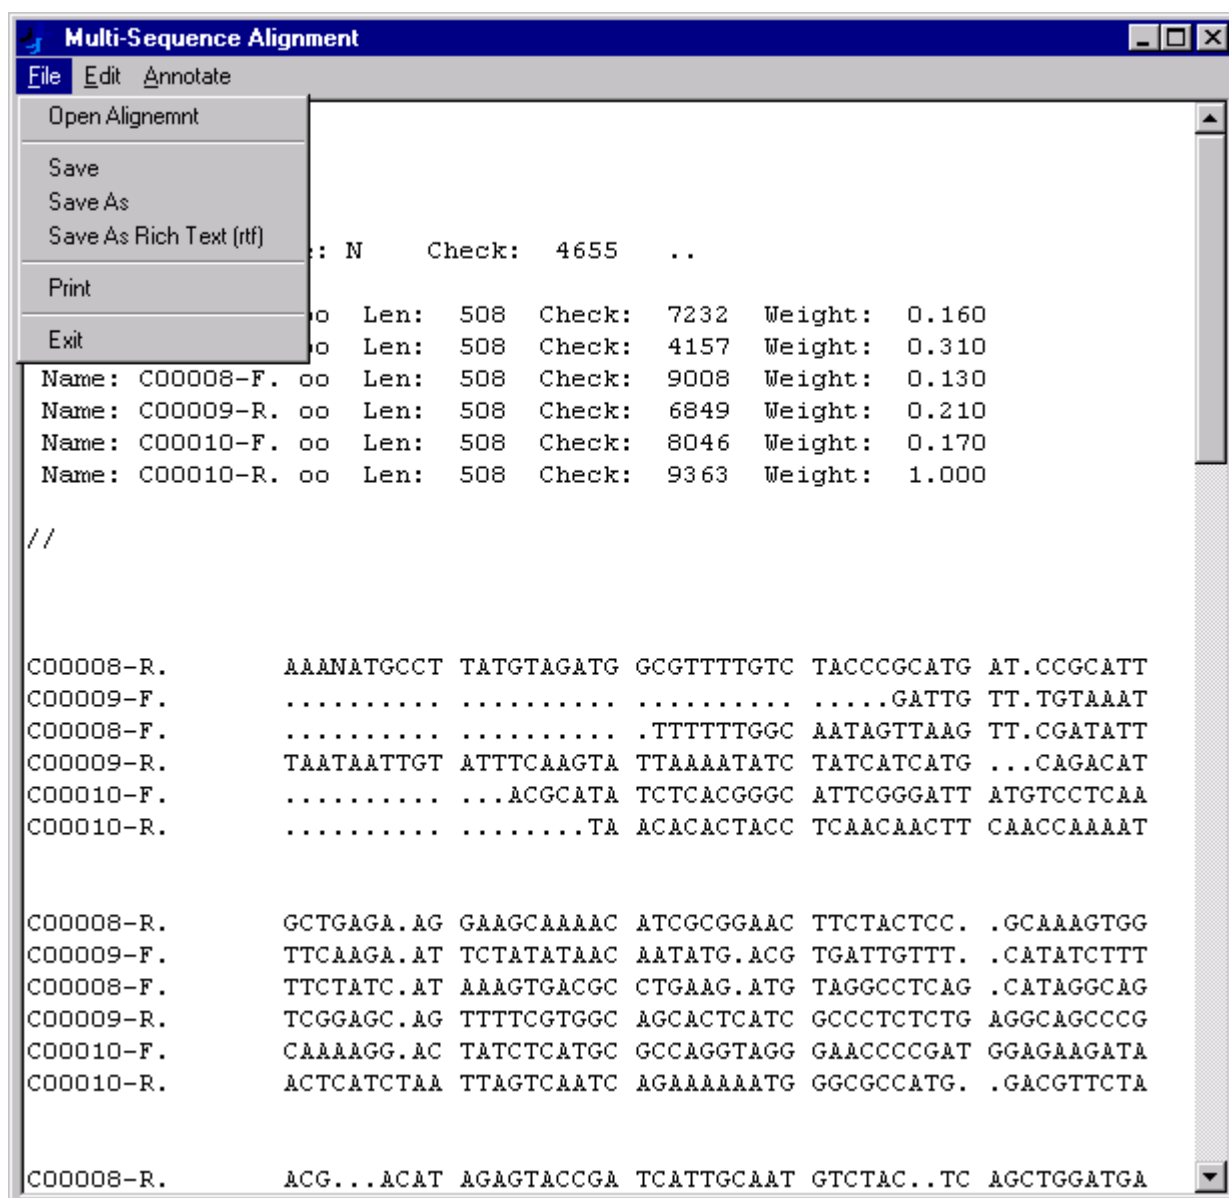 Multi-Sequence Alignment
File Edit Annotate
Open Alignemnt
Save
Save As
Save As Rich Text (rtf)
Print
Exit
: N Check: 4655 ..
oo Len: 508 Check: 7232 Weight: 0.160
oo Len: 508 Check: 4157 Weight: 0.310
Name: C00008-F. oo Len: 508 Check: 9008 Weight: 0.130
Name: C00009-R. oo Len: 508 Check: 6849 Weight: 0.210
Name: C00010-F. oo Len: 508 Check: 8046 Weight: 0.170
Name: C00010-R. oo Len: 508 Check: 9363 Weight: 1.000
//
C00008-R. AAANATGCCT TATGTAGATG GCGTTTTGTC TACCCGCATG AT.CCGCATT
C00009-F. .......... .......... .......... .....GATTG TT.TGTAAAT
C00008-F. .......... .......... .TTTTTTGGC AATAGTTAAG TT.CGATATT
C00009-R. TAATAATTGT ATTTCAAGTA TTAAAATATC TATCATCATG ...CAGACAT
C00010-F. .......... ...ACGCATA TCTCACGGGC ATTCGGGATT ATGTCCTCAA
C00010-R. .......... ........TA ACACACTACC TCAACAACTT CAACCAAAAT
C00008-R. GCTGAGA.AG GAAGCAAAAC ATCGCGGAAC TTCTACTCC. .GCAAAGTGG
C00009-F. TTCAAGA.AT TCTATATAAC AATATG.ACG TGATTGTTT. .CATATCTTT
C00008-F. TTCTATC.AT AAAGTGACGC CTGAAG.ATG TAGGCCTCAG .CATAGGCAG
C00009-R. TCGGAGC.AG TTTTCGTGGC AGCACTCATC GCCCTCTCTG AGGCAGCCCG
C00010-F. CAAAAGG.AC TATCTCATGC GCCAGGTAGG GAACCCCGAT GGAGAAGATA
C00010-R. ACTCATCTAA TTAGTCAATC AGAAAAAATG GGCGCCATG. .GACGTTCTA
C00008-R. ACG...ACAT AGAGTACCGA TCATTGCAAT GTCTAC..TC AGCTGGATGA